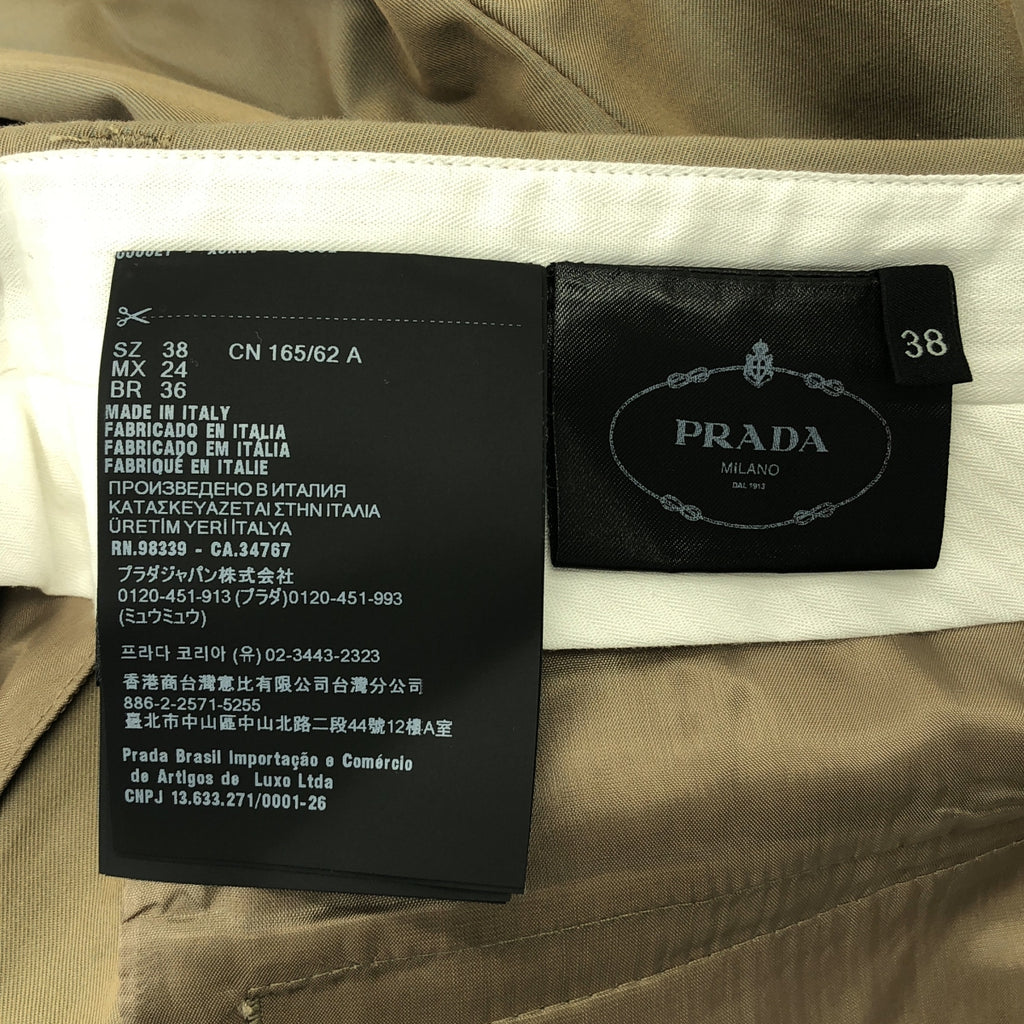 SZ 38 CN 165/62 A
MX 24
BR 36
MADE IN ITALY
FABRICADO EN ITALIA
FABRICADO EM ITÁLIA
FABRIQUÉ EN ITALIE
ПРОИЗВЕДЕНО В ИТАЛИЯ
ΚΑΤΑΣΚΕΥΑΖΕΤΑΙ ΣΤΗΝ ΙΤΑΛΙΑ
ÜRETİM YERİ İTALYA
RN.98339 - CA.34767
プラダジャパン株式会社
0120-451-913 (プラダ)0120-451-993
(ミュウミュウ)
프라다 코리아 (유) 02-3443-2323
香港商台灣意比有限公司台灣分公司
886-2-2571-5255
臺北市中山區中山北路二段44號12樓A室
Prada Brasil Importação e Comércio
de Artigos de Luxo Ltda
CNPJ 13.633.271/0001-26
38
PRADA
MILANO
DAL 1913